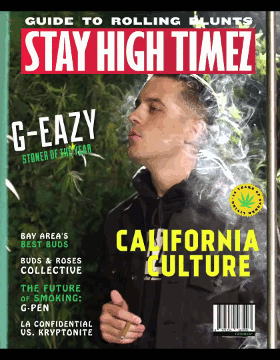 GUIDE TO ROLLING BLUNTS
STAY HIGH TIMEZ
G-EAZY
STONER OF THE YEAR
CALIFORNIA
CULTURE
BAY AREA'S
BEST BUDS
BUDS & ROSES
COLLECTIVE
THE FUTURE
OF SMOKING:
G-PEN
LA CONFIDENTIAL
VS. KRYPTONITE